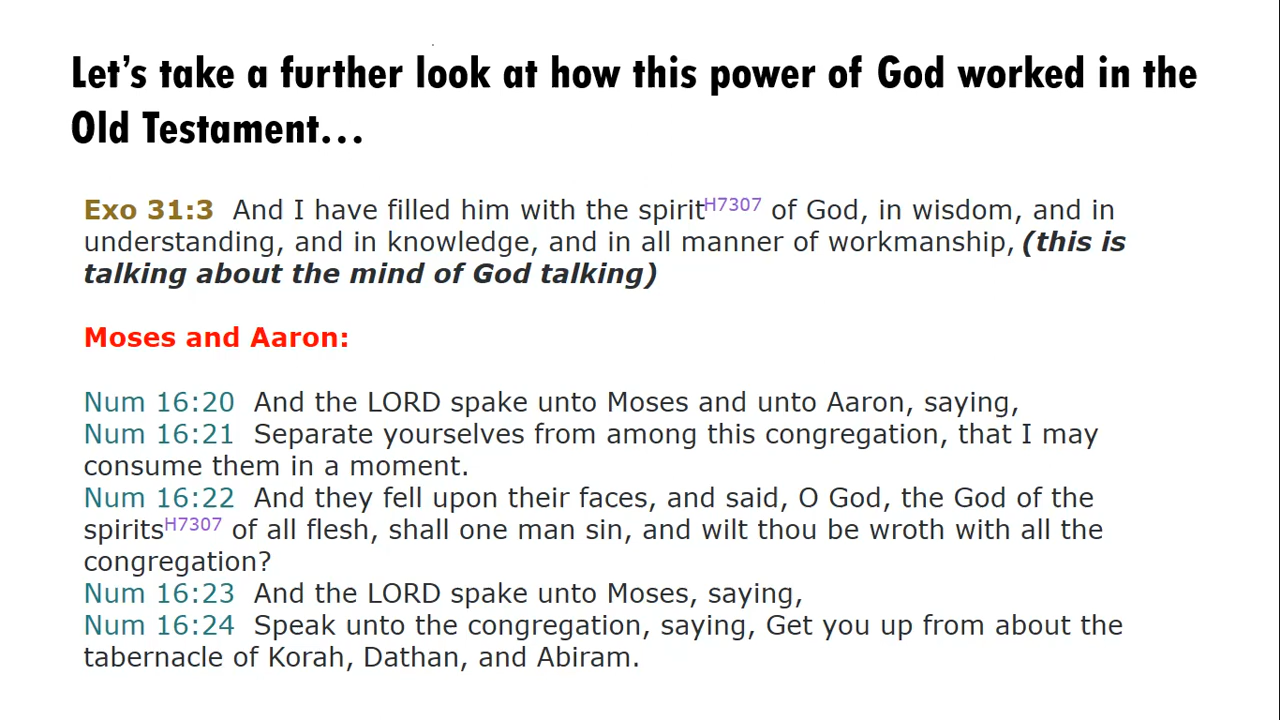 Let's take a further look at how this power of God worked in the
Old Testament...
Exo 31:3 And I have filled him with the spiritH7307 of God, in wisdom, and in
understanding, and in knowledge, and in all manner of workmanship, (this is
talking about the mind of God talking)
Moses and Aaron:
Num 16:20 And the LORD spake unto Moses and unto Aaron, saying,
Num 16:21 Separate yourselves from among this congregation, that I may
consume them in a moment.
Num 16:22 And they fell upon their faces, and said, O God, the God of the
spiritsH7307 of all flesh, shall one man sin, and wilt thou be wroth with all the
congregation?
Num 16:23 And the LORD spake unto Moses, saying,
Num 16:24 Speak unto the congregation, saying, Get you up from about the
tabernacle of Korah, Dathan, and Abiram.